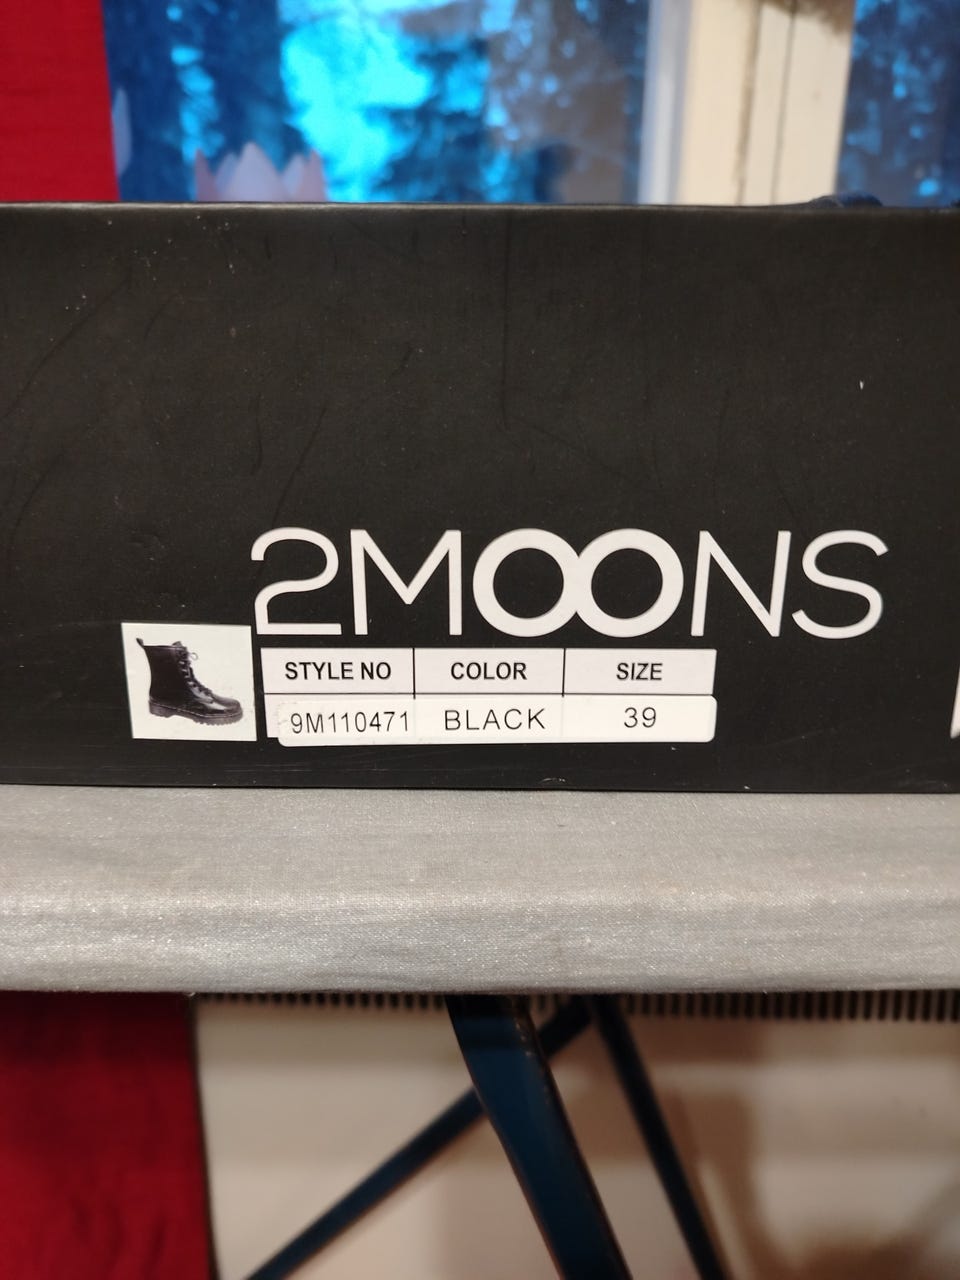 2MOONS
STYLE NO COLOR SIZE
9M110471 BLACK 39